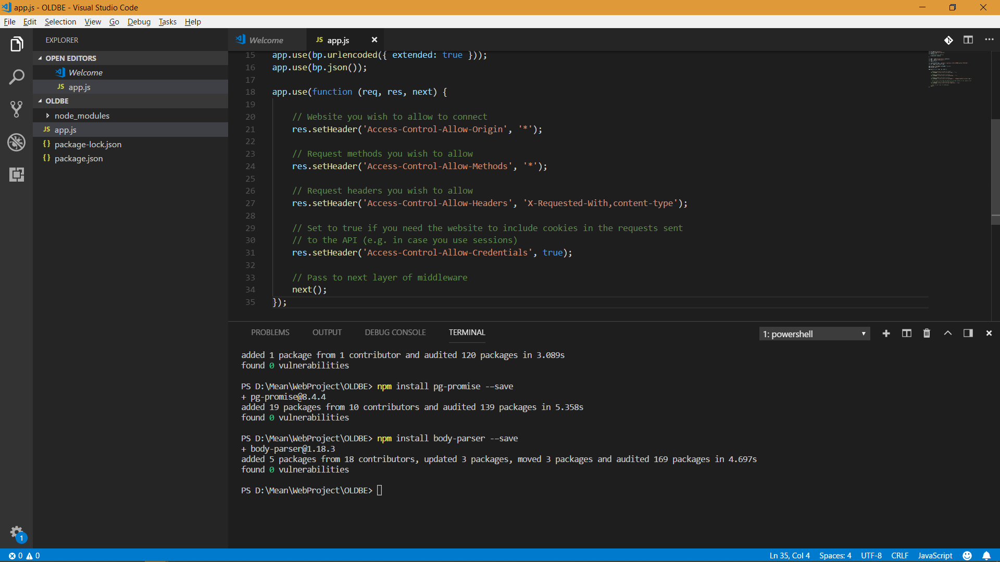 app.js - OLDBE - Visual Studio Code
File Edit Selection View Go Debug Tasks Help
EXPLORER
OPEN EDITORS
Welcome
JS app.js
OLDBE
node_modules
JS app.js
{} package-lock.json
{} package.json
1
Welcome JS app.js
15 app.use(bp.urlencoded({ extended: true }));
16 app.use(bp.json());
17
18 app.use(function (req, res, next) {
19
20 // Website you wish to allow to connect
21 res.setHeader('Access-Control-Allow-Origin', '*');
22
23 // Request methods you wish to allow
24 res.setHeader('Access-Control-Allow-Methods', '*');
25
26 // Request headers you wish to allow
27 res.setHeader('Access-Control-Allow-Headers', 'X-Requested-With,content-type');
28
29 // Set to true if you need the website to include cookies in the requests sent
30 // to the API (e.g. in case you use sessions)
31 res.setHeader('Access-Control-Allow-Credentials', true);
32
33 // Pass to next layer of middleware
34 next();
35 });
PROBLEMS OUTPUT DEBUG CONSOLE TERMINAL 1: powershell
added 1 package from 1 contributor and audited 120 packages in 3.089s
found 0 vulnerabilities
PS D:\Mean\WebProject\OLDBE> npm install pg-promise --save
+ pg-promise@8.4.4
added 19 packages from 10 contributors and audited 139 packages in 5.358s
found 0 vulnerabilities
PS D:\Mean\WebProject\OLDBE> npm install body-parser --save
+ body-parser@1.18.3
added 5 packages from 18 contributors, updated 3 packages, moved 3 packages and audited 169 packages in 4.697s
found 0 vulnerabilities
PS D:\Mean\WebProject\OLDBE>
0 0 Ln 35, Col 4 Spaces: 4 UTF-8 CRLF JavaScript